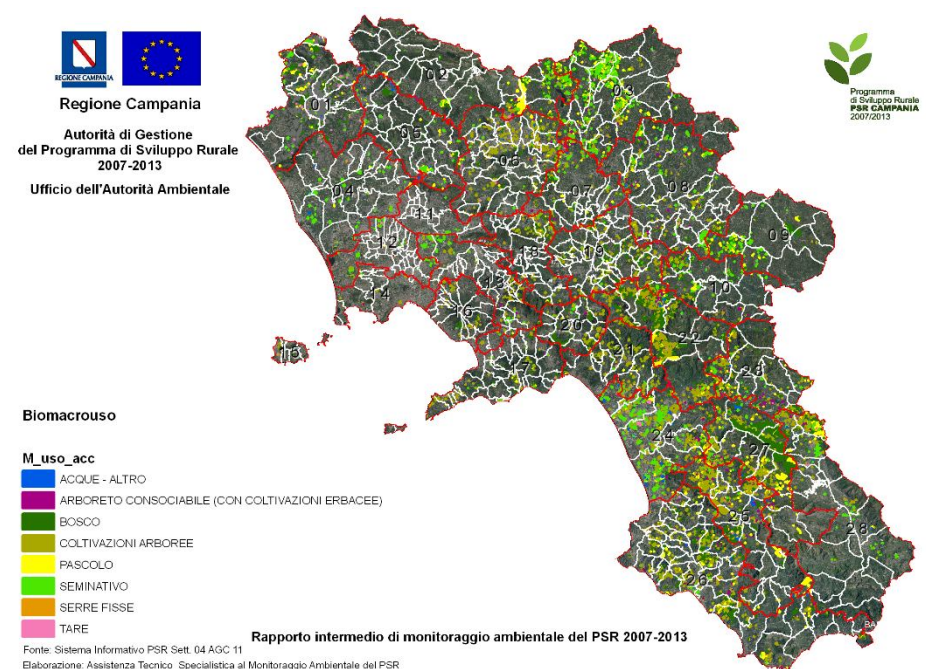 REGIONE CAMPANIA
Regione Campania
Autorità di Gestione
del Programma di Sviluppo Rurale
2007-2013
Ufficio dell'Autorità Ambientale
Programma
di Sviluppo Rurale
PSR CAMPANIA
2007/2013
01
02
03
05
06
04
07
08
11
09
12
18
19
10
14
13
16
20
15
21
22
17
23
24
27
25
28
26
Biomacrouso
M_uso_acc
ACQUE - ALTRO
ARBORETO CONSOCIABILE (CON COLTIVAZIONI ERBACEE)
BOSCO
COLTIVAZIONI ARBOREE
PASCOLO
SEMINATIVO
SERRE FISSE
TARE
Rapporto intermedio di monitoraggio ambientale del PSR 2007-2013
Fonte: Sistema Informativo PSR Sett. 04 AGC 11
Elaborazione: Assistenza Tecnico Specialistica al Monitoraggio Ambientale del PSR